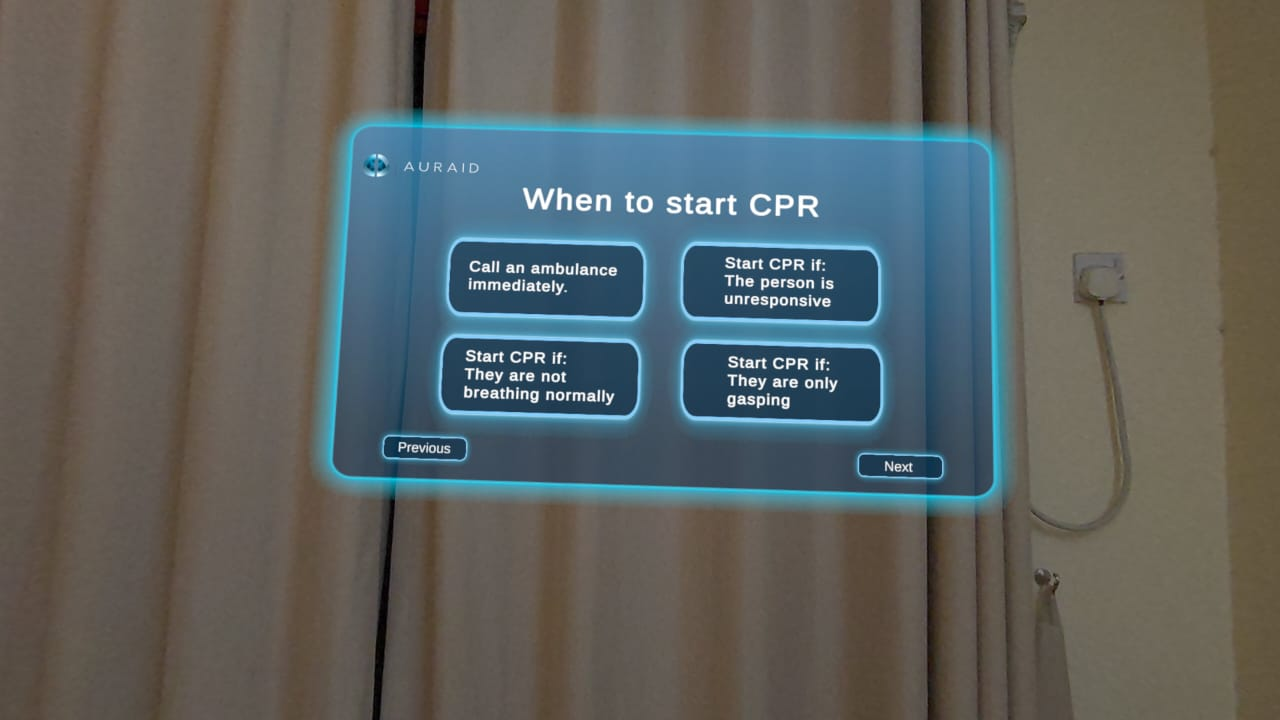 AURAID
When to start CPR
Call an ambulance
immediately.
Start CPR if:
The person is
unresponsive
Start CPR if:
They are not
breathing normally
Start CPR if:
They are only
gasping
Previous
Next